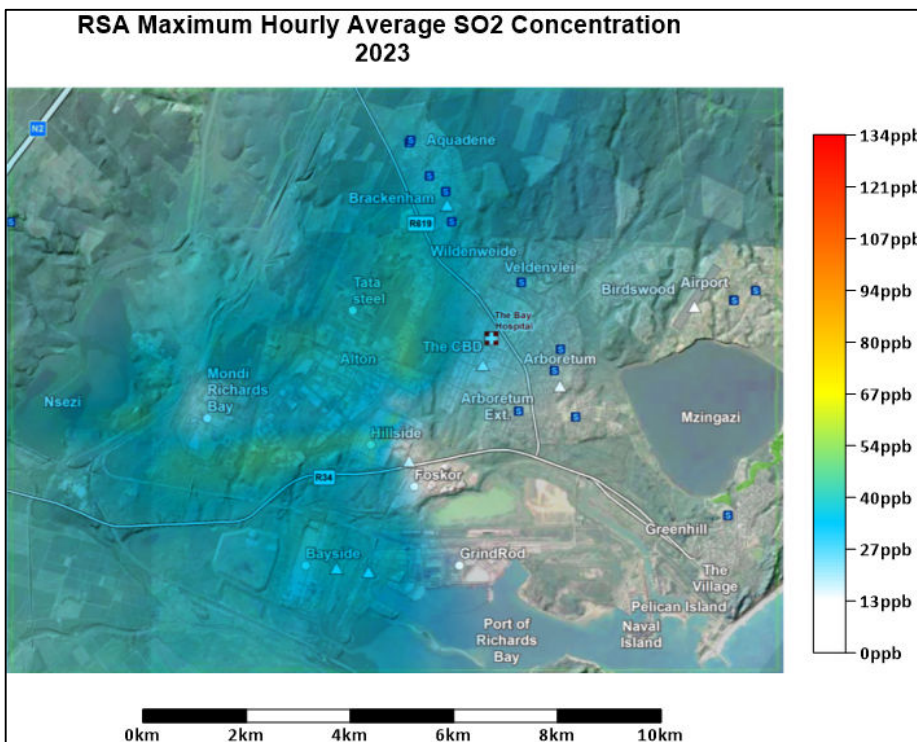 RSA Maximum Hourly Average SO2 Concentration
2023
N2
S
Aquadene
S
S
Brackenham
S
R619
S
Wildenweide
Veldenvlei
S
Tata
steel
Birdswood
Airport
S
S
The Bay
Hospital
Alton
The CBD
S
Arboretum
S
Mondi
Richards
Bay
Nsezi
Arboretum
Ext.
S
S
Mzingazi
Hillside
R34
Foskor
S
Greenhill
Bayside
GrindRod
The
Village
Pelican Island
Port of
Richards
Bay
Naval
Island
134ppb
121ppb
107ppb
94ppb
80ppb
67ppb
54ppb
40ppb
27ppb
13ppb
0ppb
0km
2km
4km
6km
8km
10km